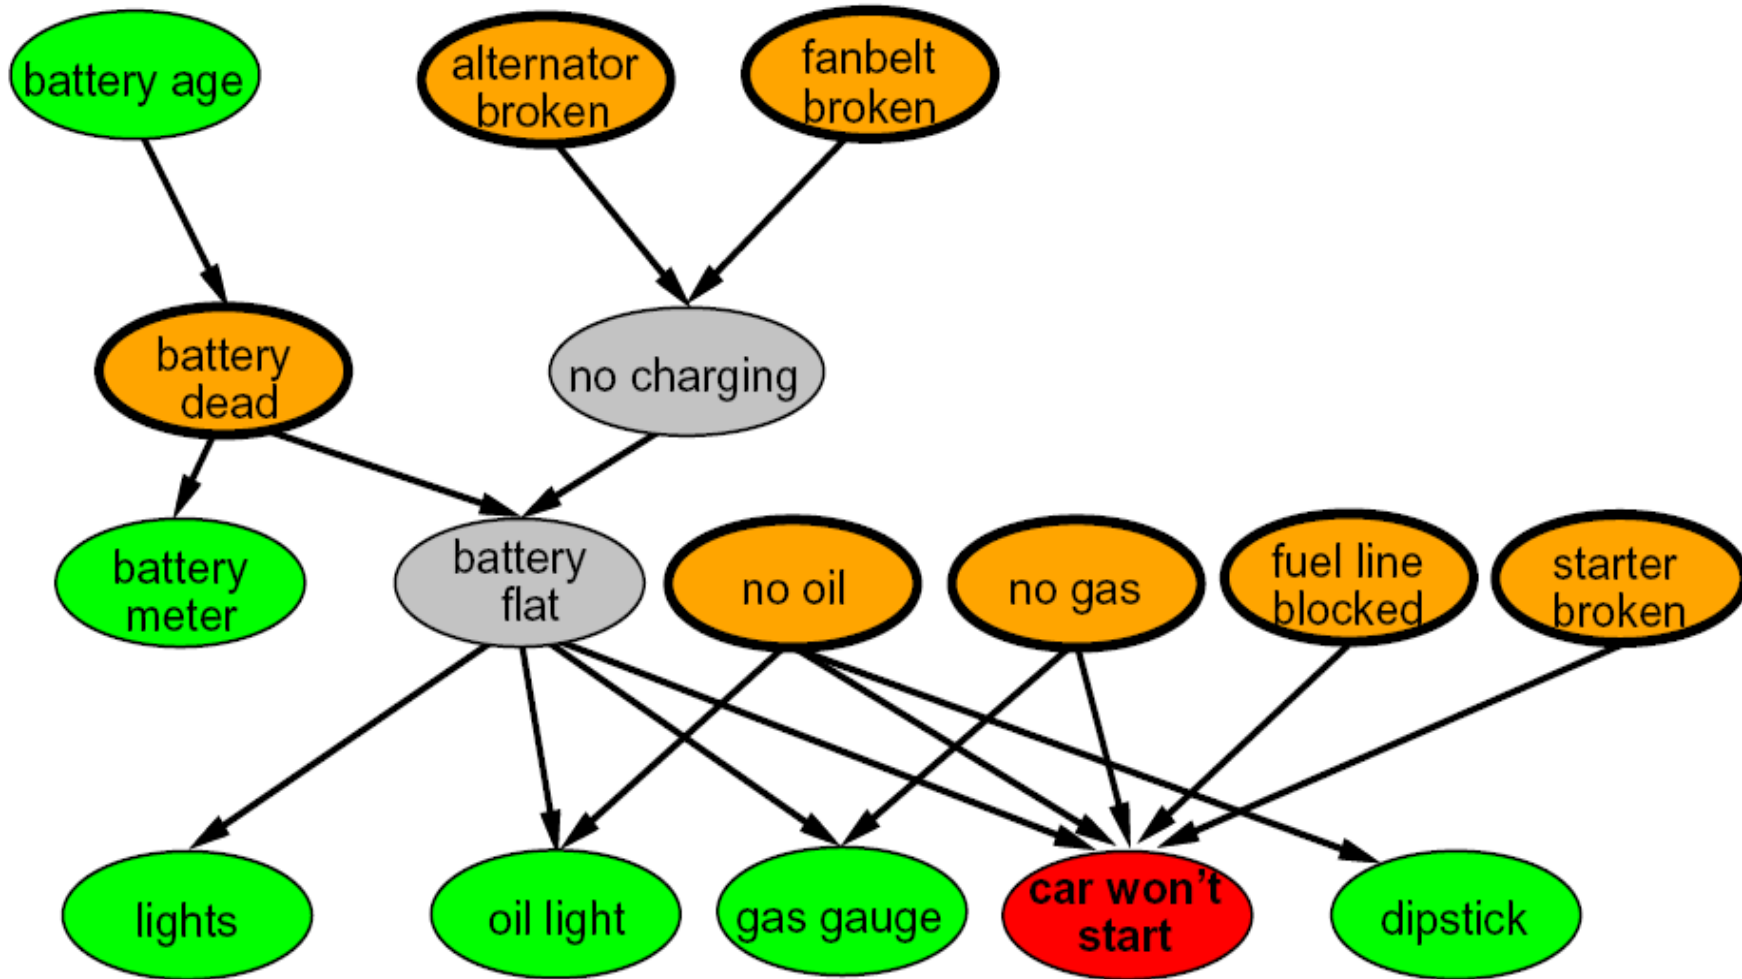 battery age
alternator
broken
fanbelt
broken
battery
dead
no charging
battery
meter
battery
flat
no oil
no gas
fuel line
blocked
starter
broken
lights
oil light
gas gauge
car won't
start
dipstick